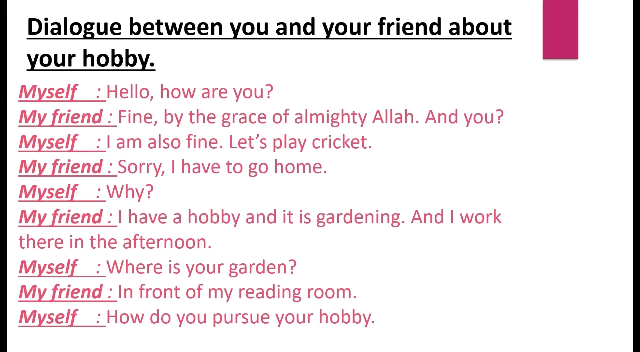 Dialogue between you and your friend about
your hobby.
Myself : Hello, how are you?
My friend : Fine, by the grace of almighty Allah. And you?
Myself : I am also fine. Let's play cricket.
My friend : Sorry, I have to go home.
Myself : Why?
My friend : I have a hobby and it is gardening. And I work
there in the afternoon.
Myself : Where is your garden?
My friend : In front of my reading room.
Myself : How do you pursue your hobby.